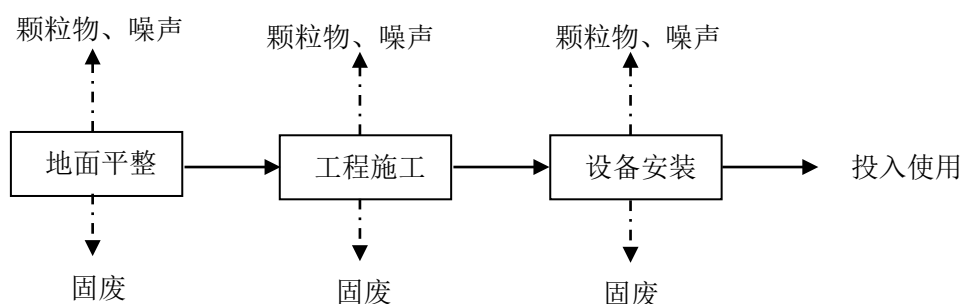 颗粒物、噪声
颗粒物、噪声
颗粒物、噪声
地面平整
工程施工
设备安装
投入使用
固废
固废
固废